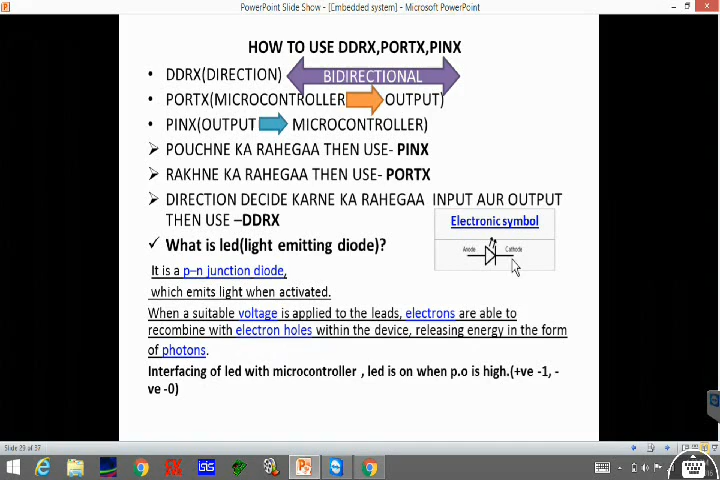 PowerPoint Slide Show - [Embedded system] - Microsoft PowerPoint
HOW TO USE DDRX,PORTX,PINX
• DDRX(DIRECTION) BIDIRECTIONAL
• PORTX(MICROCONTROLLER OUTPUT)
• PINX(OUTPUT MICROCONTROLLER)
➢ POUCHNE KA RAHEGAA THEN USE- PINX
➢ RAKHNE KA RAHEGAA THEN USE- PORTX
➢ DIRECTION DECIDE KARNE KA RAHEGAA INPUT AUR OUTPUT
THEN USE –DDRX
Electronic symbol
Anode Cathode
✓ What is led(light emitting diode)?
It is a p–n junction diode,
which emits light when activated.
When a suitable voltage is applied to the leads, electrons are able to
recombine with electron holes within the device, releasing energy in the form
of photons.
Interfacing of led with microcontroller , led is on when p.o is high.(+ve -1, -
ve -0)
Slide 29 of 37